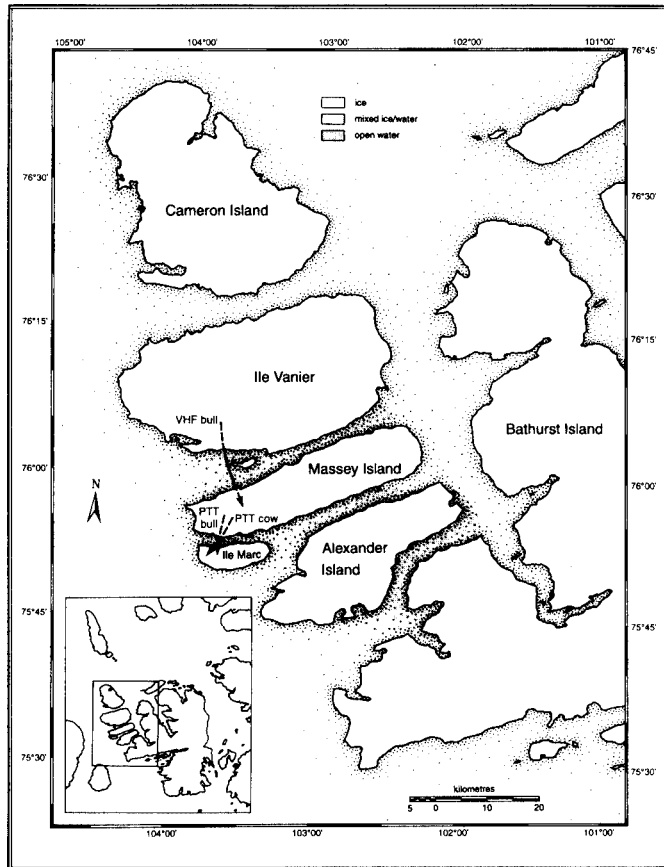 105°00' 104°00' 103°00' 102°00' 101°00'
76°45'
ice
mixed ice/water
open water
76°30'
76°30'
Cameron Island
76°15'
76°15'
Ile Vanier
VHF bull
Bathurst Island
Massey Island
76°00'
76°00'
N
PTT bull
PTT cow
Ile Marc
Alexander
Island
75°45'
75°45'
75°30'
75°30'
kilometres
5 0 10 20
104°00' 103°00' 102°00' 101°00'